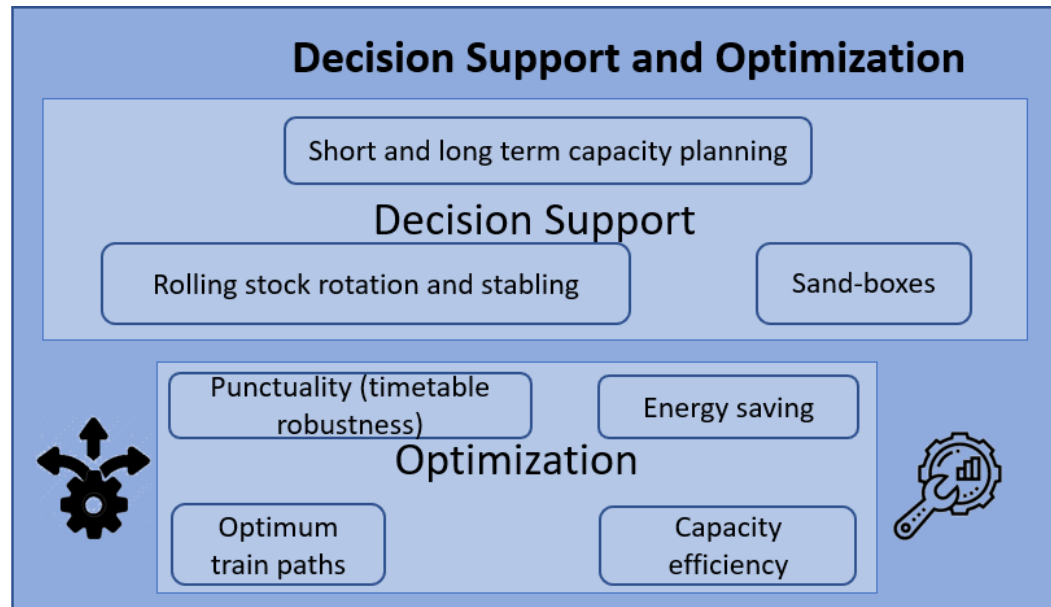 Decision Support and Optimization
Short and long term capacity planning
Decision Support
Rolling stock rotation and stabling
Sand-boxes
Punctuality (timetable
robustness)
Energy saving
Optimization
Optimum
train paths
Capacity
efficiency